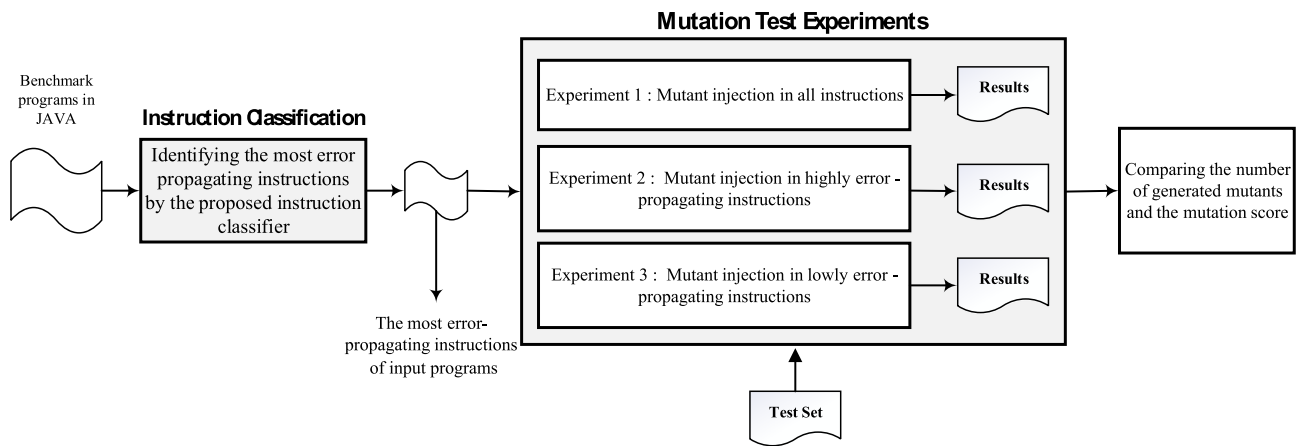 Mutation Test Experiments
Benchmark
programs in
JAVA
Instruction Classification
Identifying the most error
propagating instructions
by the proposed instruction
classifier
The most error-
propagating instructions
of input programs
Experiment 1 : Mutant injection in all instructions
Results
Experiment 2 : Mutant injection in highly error -
propagating instructions
Results
Experiment 3 : Mutant injection in lowly error -
propagating instructions
Results
Test Set
Comparing the number
of generated mutants
and the mutation score